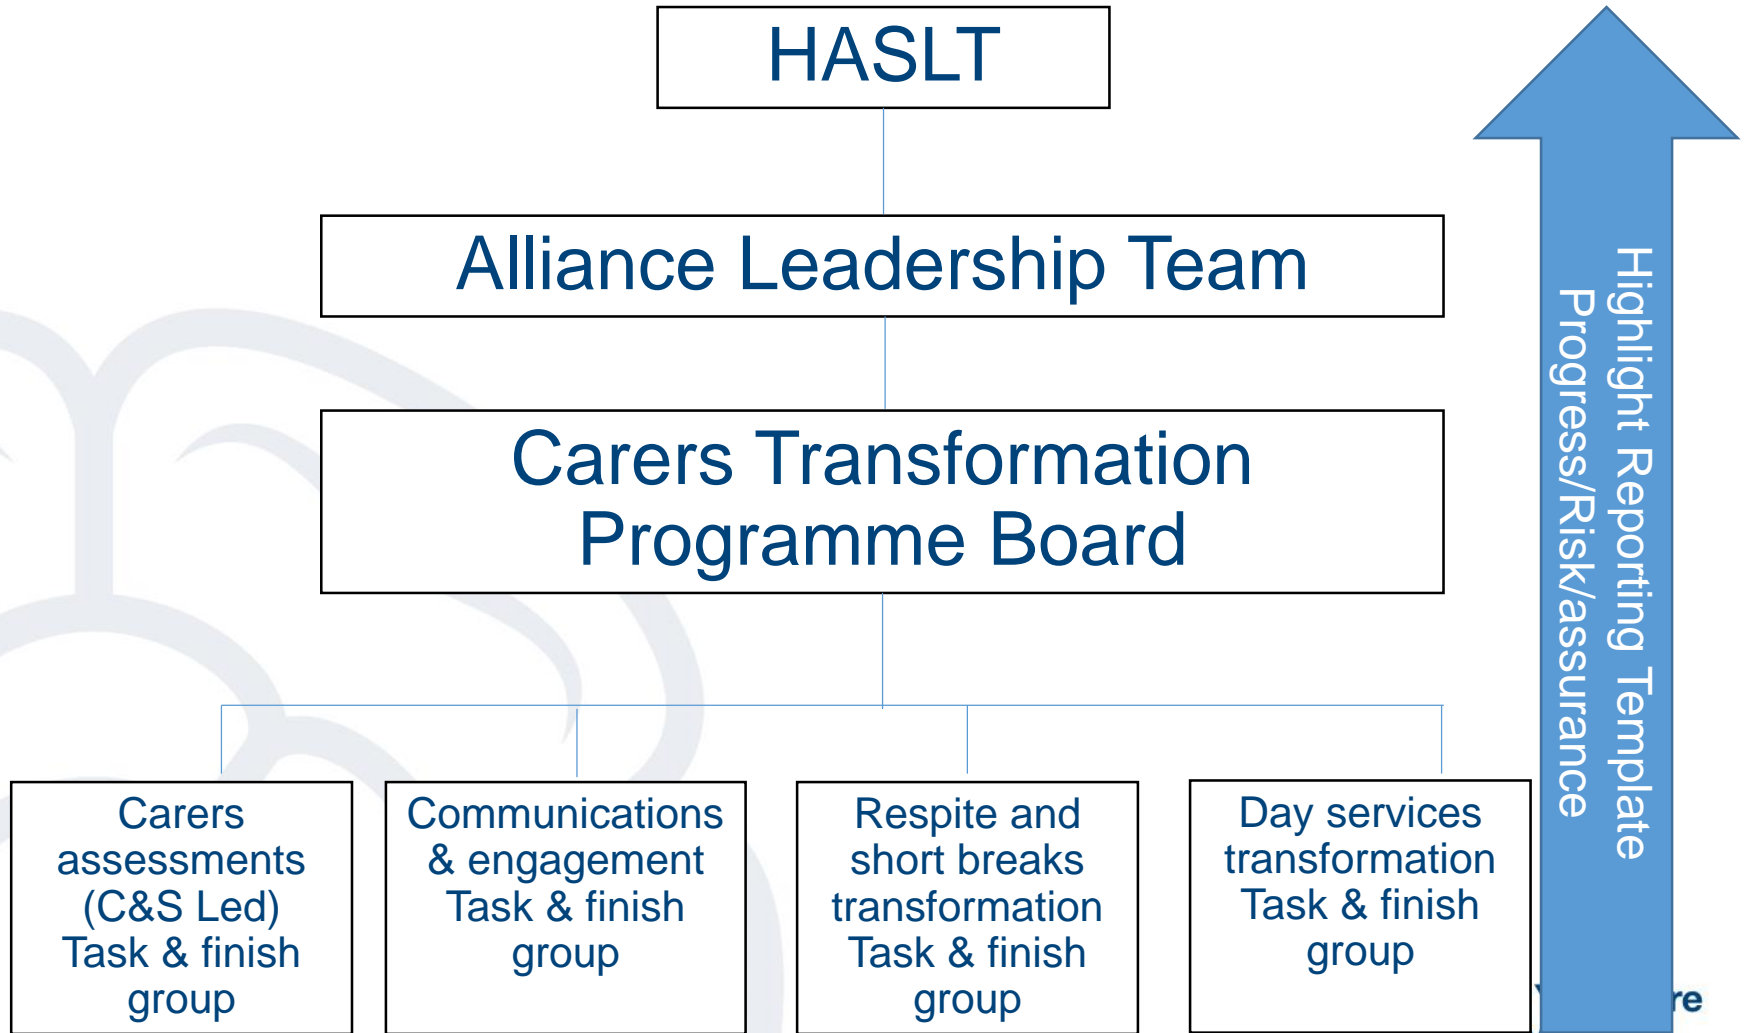 HASLT
Alliance Leadership Team
Carers Transformation
Programme Board
Carers
assessments
(C&S Led)
Task & finish
group
Communications
& engagement
Task & finish
group
Respite and
short breaks
transformation
Task & finish
group
Day services
transformation
Task & finish
group
Highlight Reporting Template
Progress/Risk/assurance